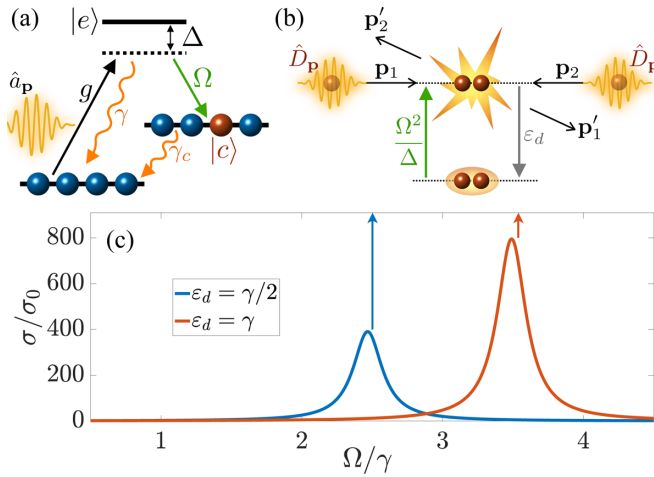 (a)
|e⟩
Δ
â_p
g
γ
Ω
γ_c
|c⟩
(b)
p′_2
D̂_p
p_1
p_2
D̂_p
Ω²/Δ
ε_d
p′_1
(c)
σ/σ_0
800
600
400
200
0
ε_d = γ/2
ε_d = γ
1
2
3
4
Ω/γ